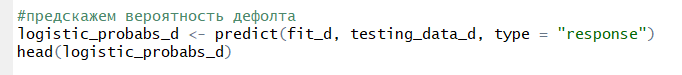 #предскажем вероятность дефолта
logistic_probabs_d <- predict(fit_d, testing_data_d, type = "response")
head(logistic_probabs_d)